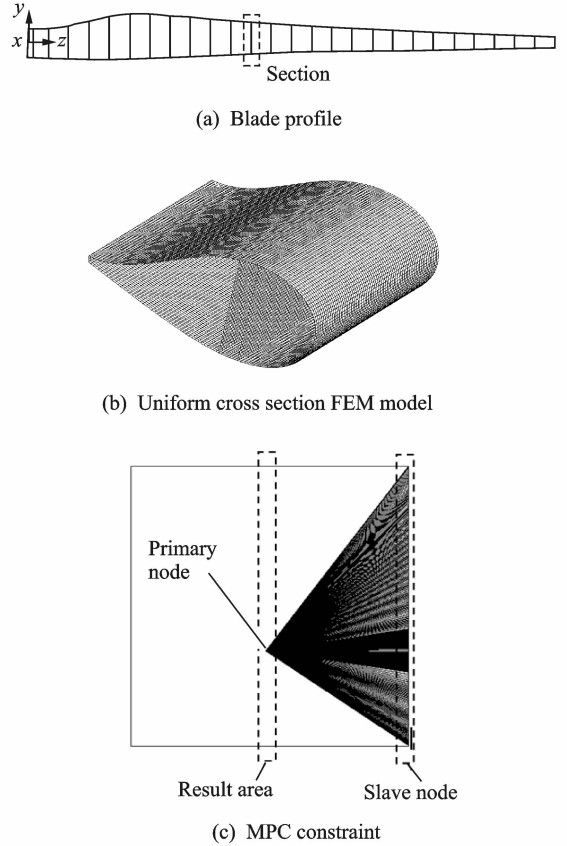 y
x
z
Section
(a) Blade profile
(b) Uniform cross section FEM model
Primary
node
Result area
Slave node
(c) MPC constraint